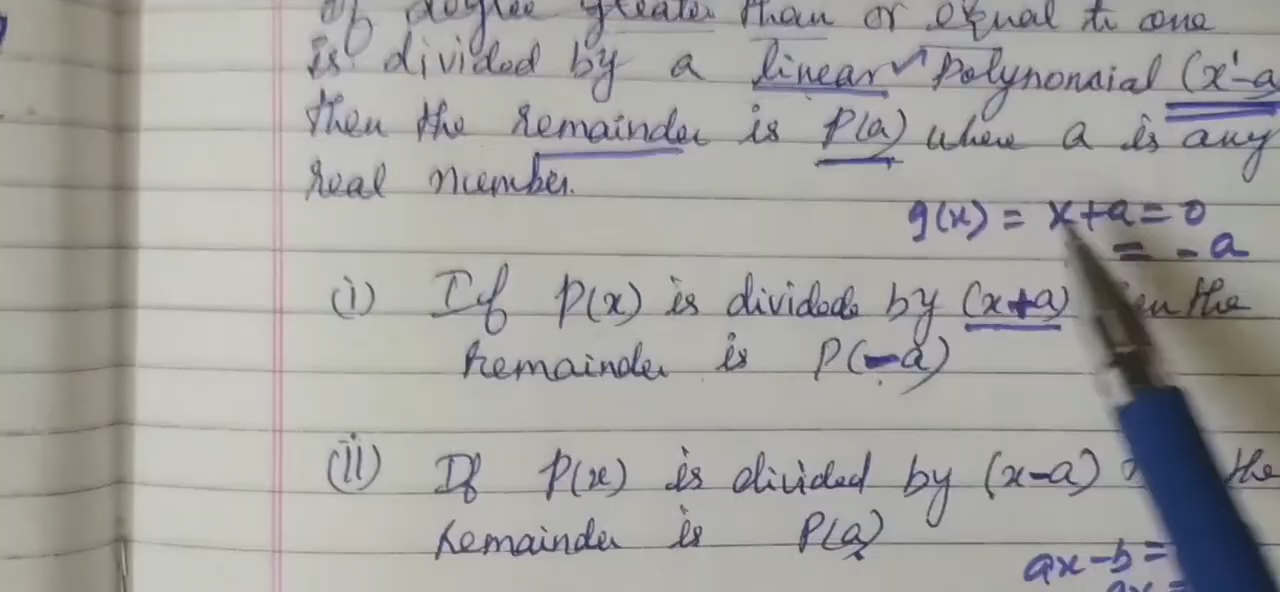 of degree greater than or equal to one
is divided by a linear polynomial (x¹-a
then the remainder is P(a) where a is any
real number.
g(x) = x+a = 0
= -a
(i) If P(x) is divided by (x+a) the
remainder is P(-a)
(ii) If P(x) is divided by (x-a) the
remainder is P(a)
ax-b=
ax=